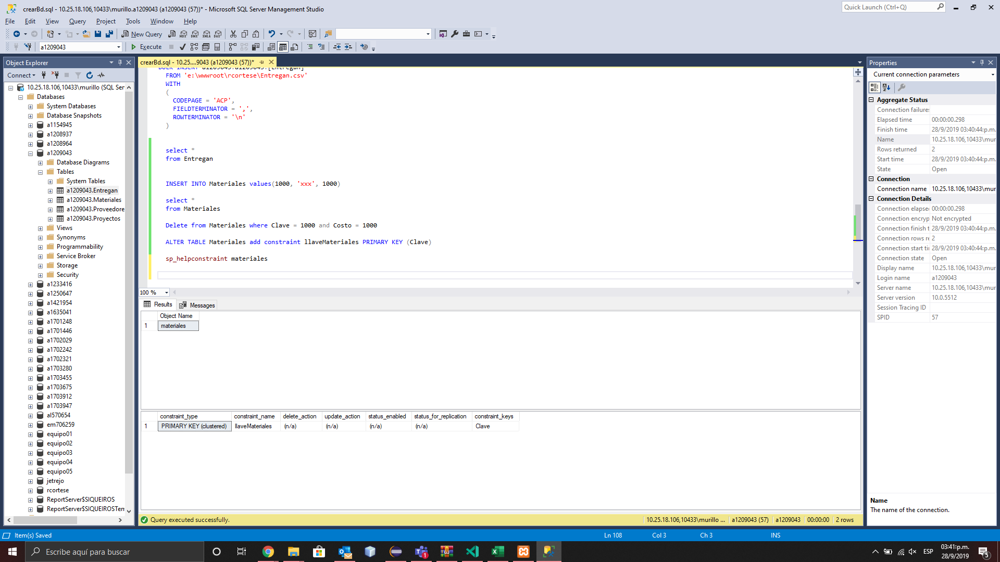 crearBd.sql - 10.25.18.106,10433\murillo.a1209043 (a1209043 (57))* - Microsoft SQL Server Management Studio
Quick Launch (Ctrl+Q)
File Edit View Query Project Tools Window Help
New Query
MDX DMX XMLA DAX
a1209043
Execute
Object Explorer
Connect
10.25.18.106,10433\murillo (SQL Ser
Databases
System Databases
Database Snapshots
a1154945
a1208937
a1208964
a1209043
Database Diagrams
Tables
System Tables
a1209043.Entregan
a1209043.Materiales
a1209043.Proveedore
a1209043.Proyectos
Views
Synonyms
Programmability
Service Broker
Storage
Security
a1233416
a1250647
a1421954
a1635041
a1701248
a1701446
a1702029
a1702242
a1702321
a1703280
a1703455
a1703675
a1703912
a1703947
al570654
em706259
equipo01
equipo02
equipo03
equipo04
equipo05
jetrejo
rcortese
ReportServer$SIQUEIROS
ReportServer$SIQUEIROSTem
crearBd.sql - 10.25....9043 (a1209043 (57))*
BULK INSERT a1209043.a1209043.[Entregan]
FROM 'e:\wwwroot\rcortese\Entregan.csv'
WITH
(
CODEPAGE = 'ACP',
FIELDTERMINATOR = ',',
ROWTERMINATOR = '\n'
)
select *
from Entregan
INSERT INTO Materiales values(1000, 'xxx', 1000)
select *
from Materiales
Delete from Materiales where Clave = 1000 and Costo = 1000
ALTER TABLE Materiales add constraint llaveMateriales PRIMARY KEY (Clave)
sp_helpconstraint materiales
100 %
Results Messages
Object Name
1 materiales
constraint_type constraint_name delete_action update_action status_enabled status_for_replication constraint_keys
1 PRIMARY KEY (clustered) llaveMateriales (n/a) (n/a) (n/a) (n/a) Clave
Query executed successfully.
10.25.18.106,10433\murillo ... a1209043 (57) a1209043 00:00:00 2 rows
Properties
Current connection parameters
Aggregate Status
Connection failures
Elapsed time 00:00:00.298
Finish time 28/9/2019 03:40:44:p.m.
Name 10.25.18.106,10433\mur
Rows returned 2
Start time 28/9/2019 03:40:44:p.m.
State Open
Connection
Connection name 10.25.18.106,10433\mur
Connection Details
Connection elapse 00:00:00.298
Connection encryp Not encrypted
Connection finish t 28/9/2019 03:40:44:p.m.
Connection rows re 2
Connection start ti 28/9/2019 03:40:44:p.m.
Connection state Open
Display name 10.25.18.106,10433\mur
Login name a1209043
Server name 10.25.18.106,10433\mur
Server version 10.0.5512
Session Tracing ID
SPID 57
Name
The name of the connection.
Item(s) Saved
Ln 108 Col 3 Ch 3 INS
Escribe aquí para buscar
1
ESP
03:41:p.m.
28/9/2019
5